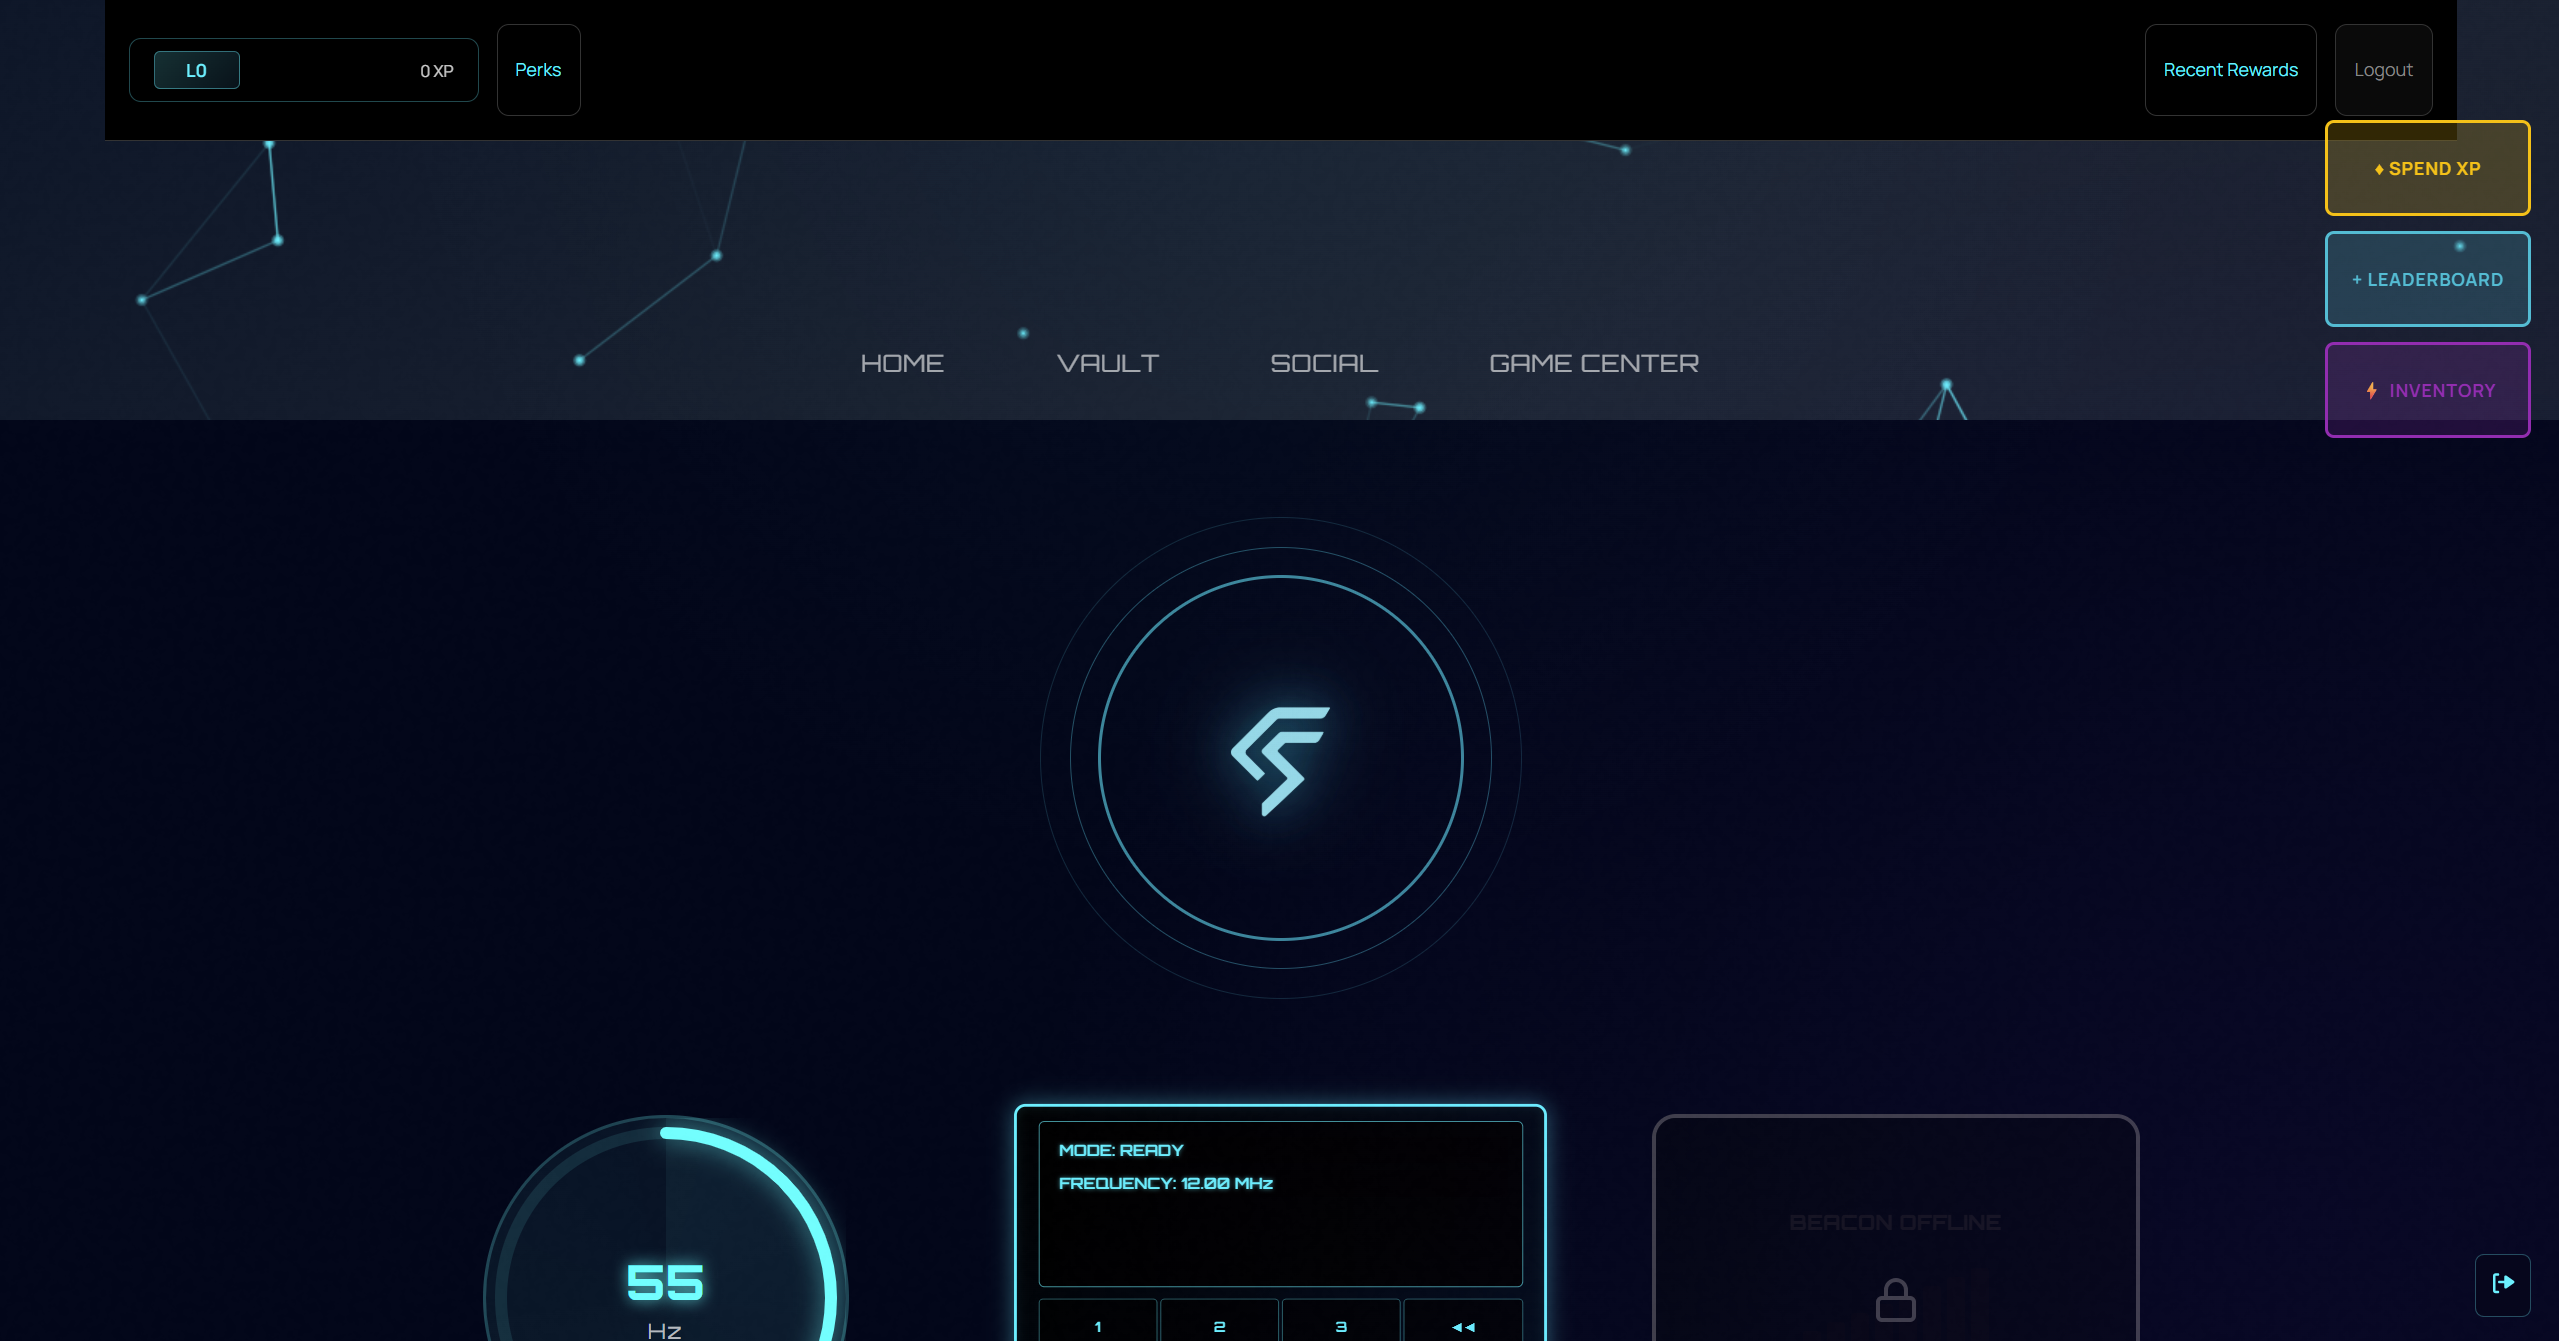 L0
0 XP
Perks
Recent Rewards
Logout
♦ SPEND XP
+ LEADERBOARD
⚡ INVENTORY
HOME
VAULT
SOCIAL
GAME CENTER
MODE: READY
FREQUENCY: 12.00 MHz
BEACON OFFLINE
55
Hz
1
2
3
◄◄